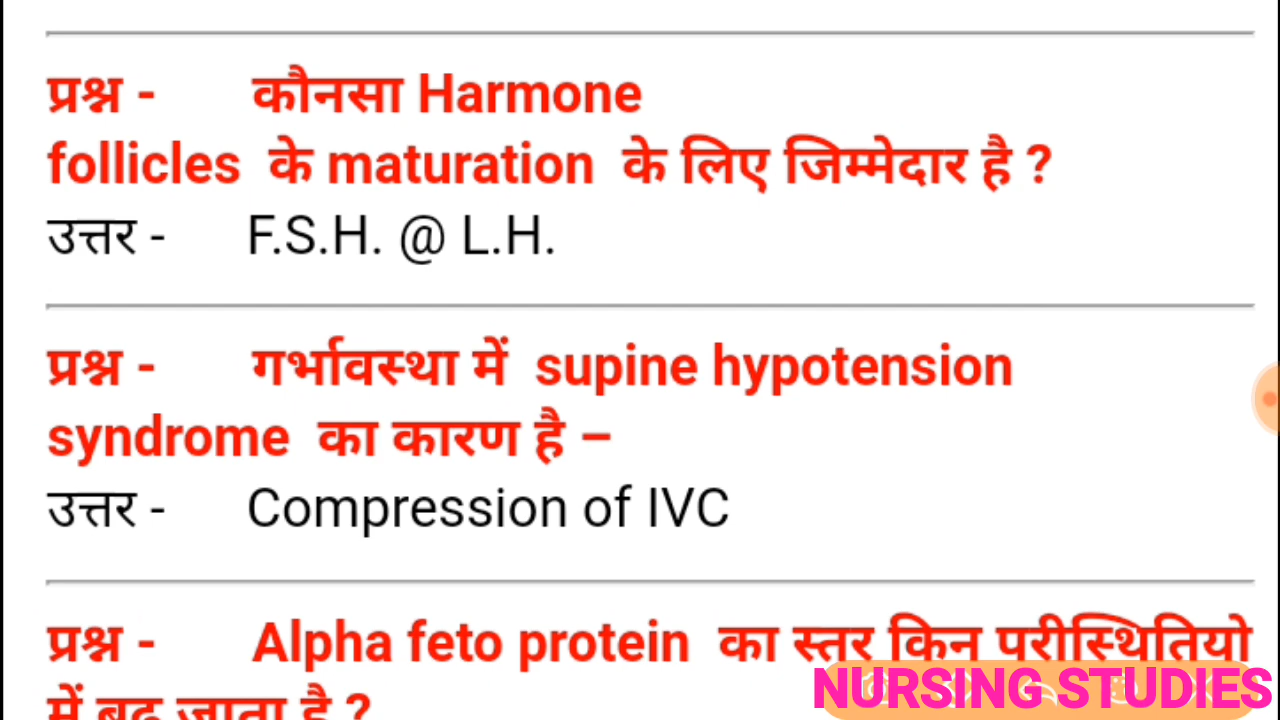 प्रश्न - कौनसा Harmone
follicles के maturation के लिए जिम्मेदार है ?
उत्तर - F.S.H. @ L.H.
प्रश्न - गर्भावस्था में supine hypotension
syndrome का कारण है –
उत्तर - Compression of IVC
प्रश्न - Alpha feto protein का स्तर किन परीस्थितियो
में बढ़ जाता है ?
NURSING STUDIES